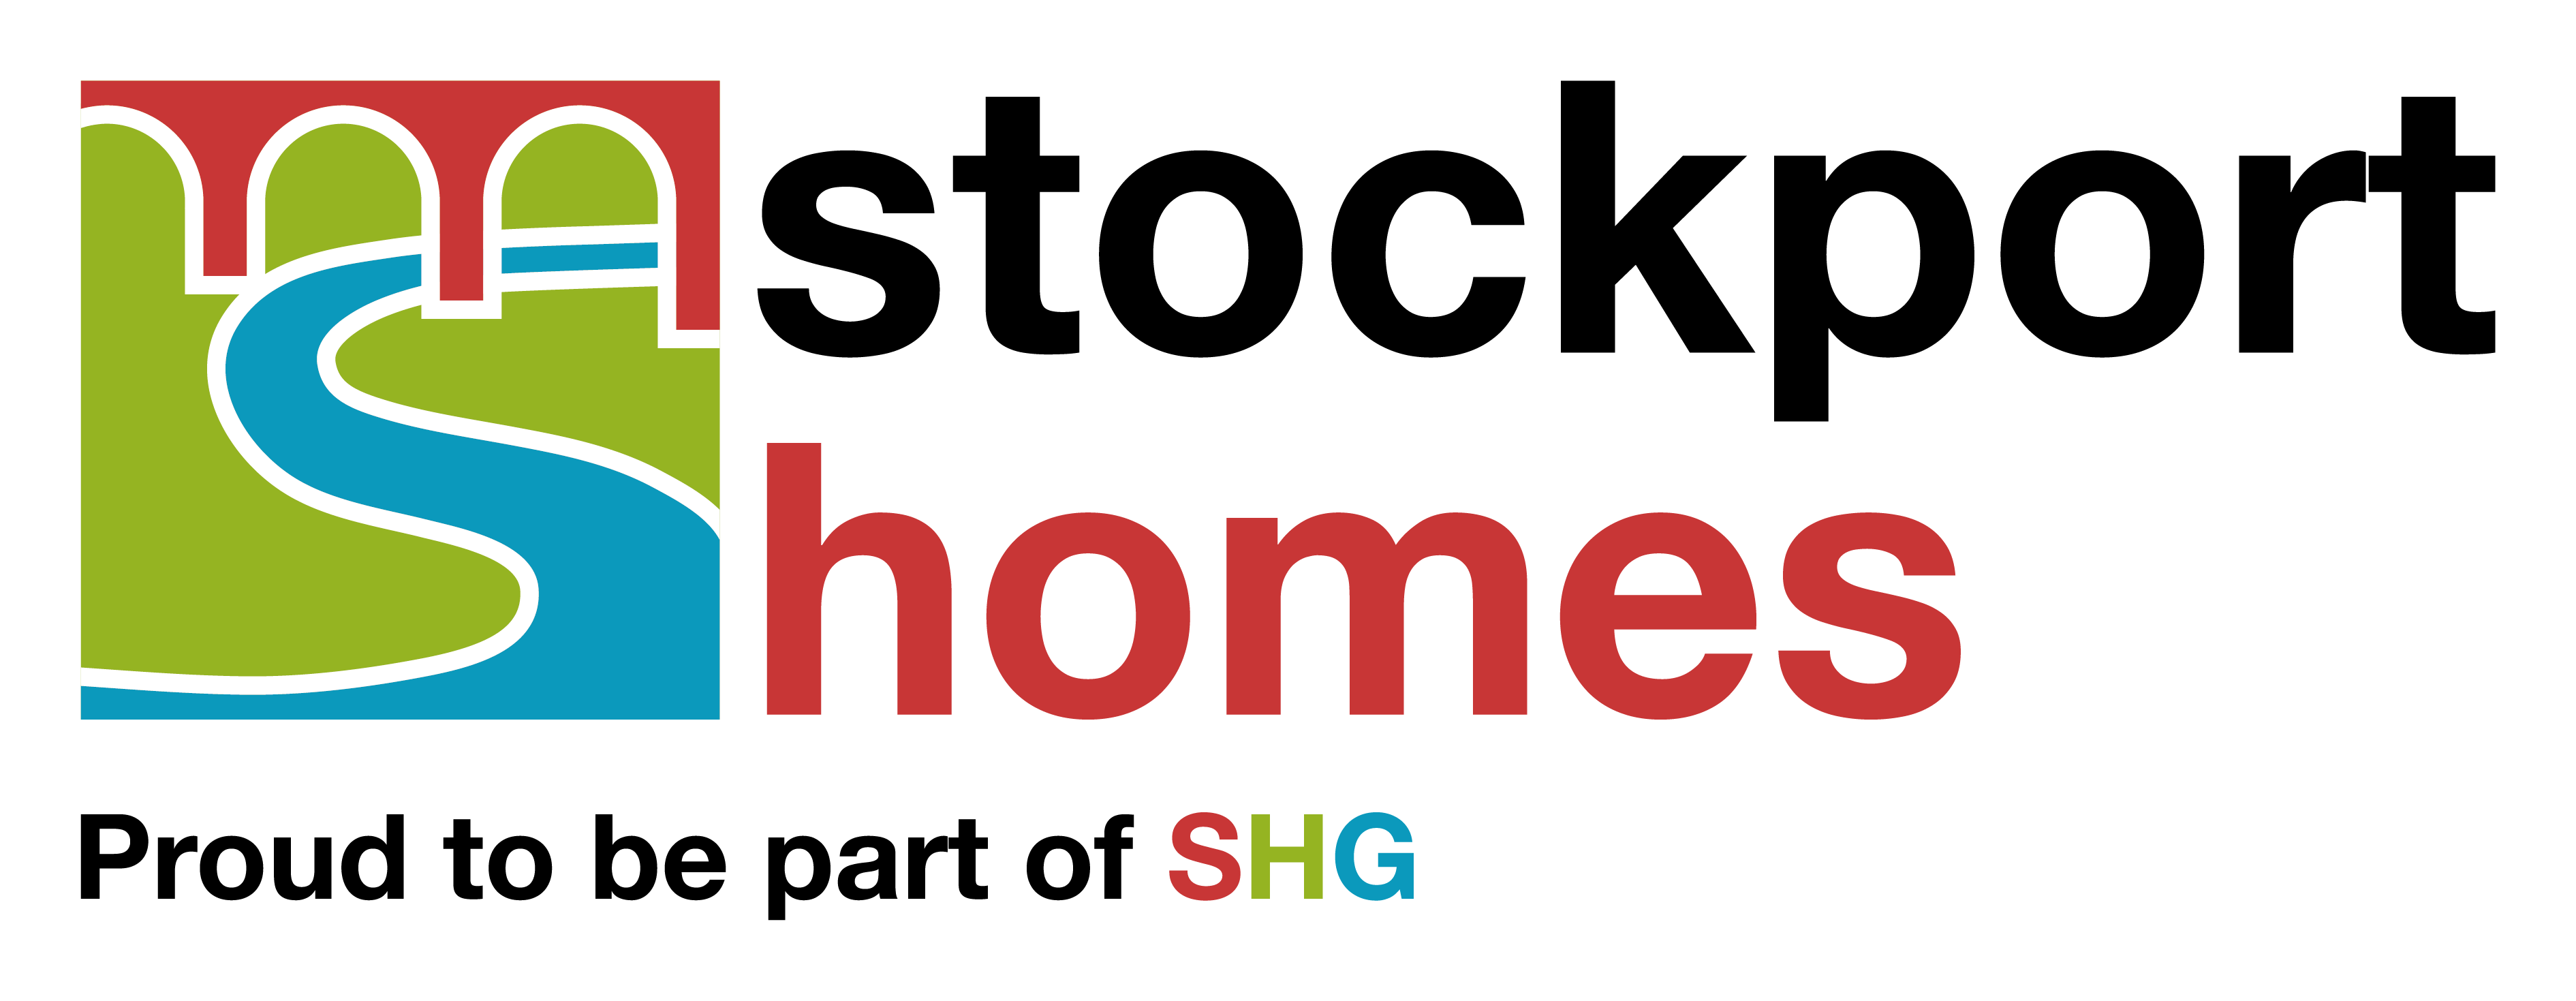 stockport
homes
Proud to be part of SHG